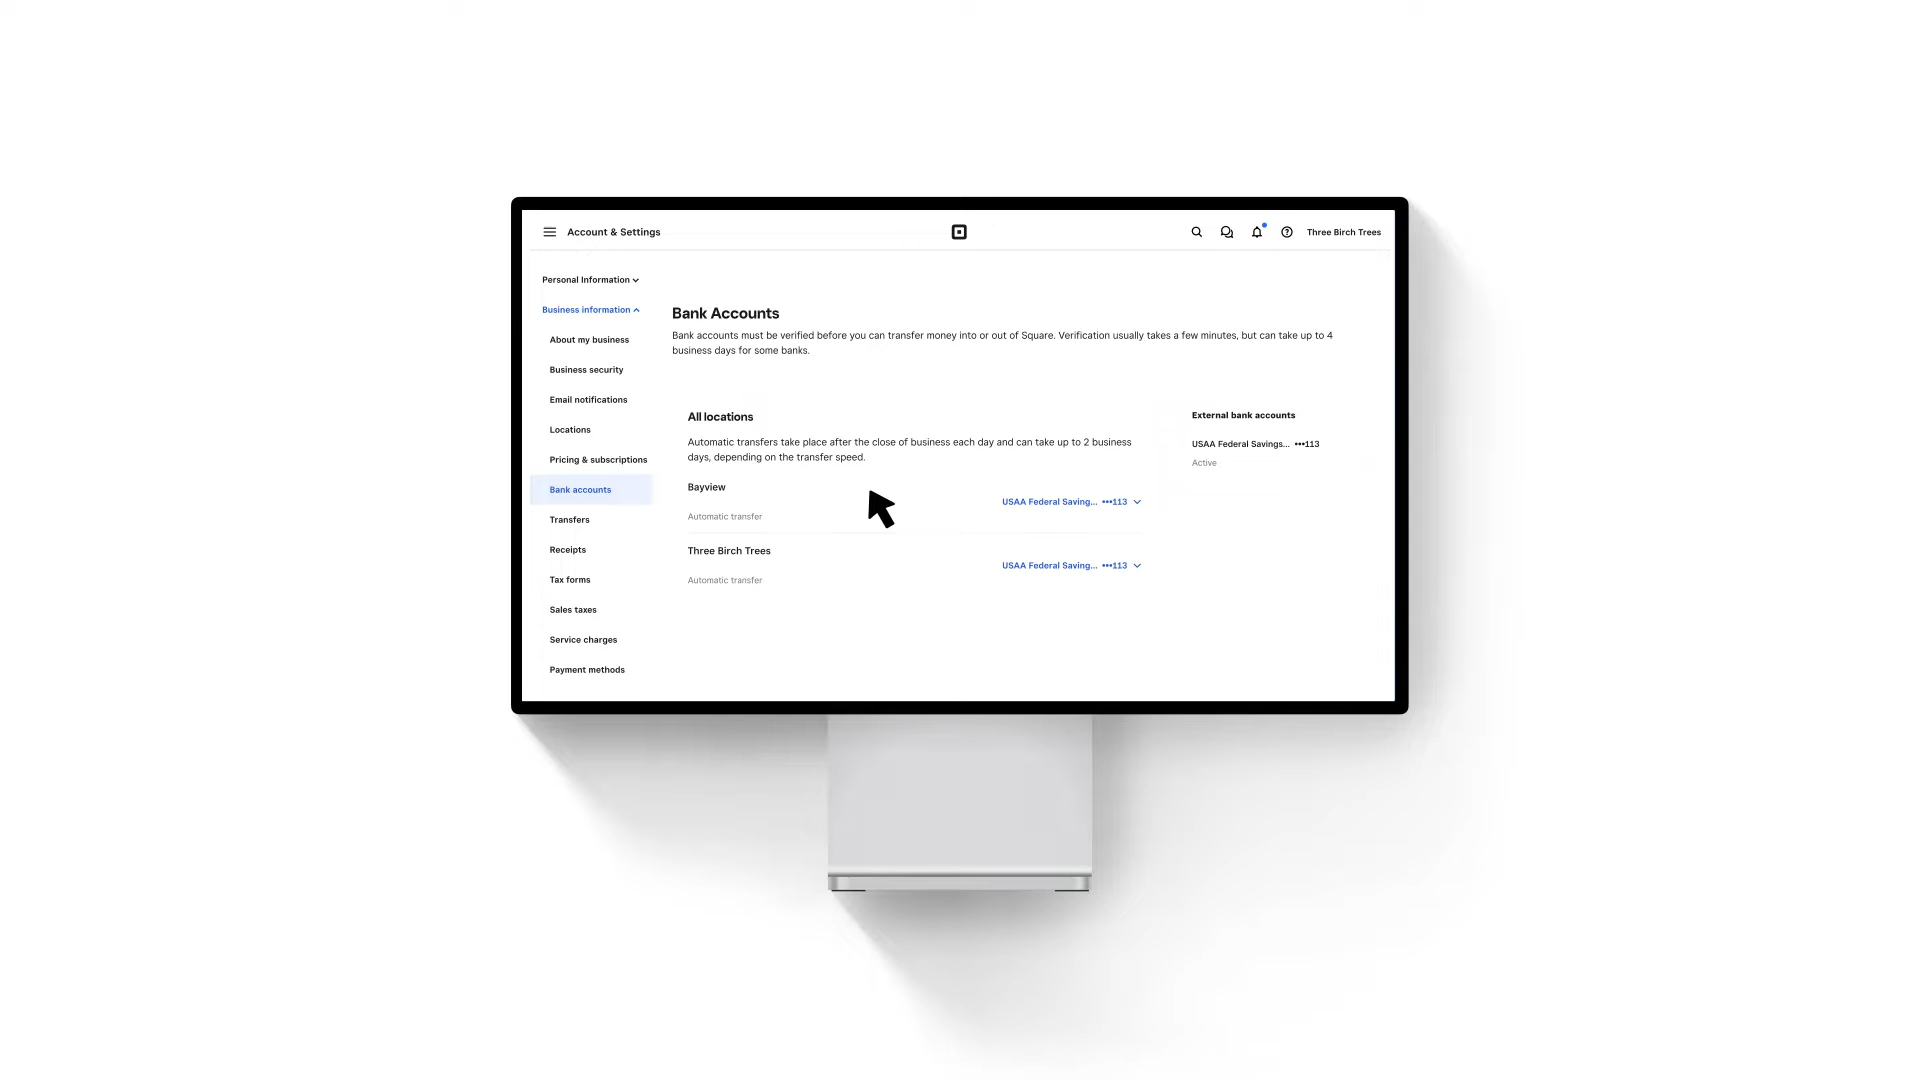 Account & Settings
Three Birch Trees
Personal Information
Business information
About my business
Business security
Email notifications
Locations
Pricing & subscriptions
Bank accounts
Transfers
Receipts
Tax forms
Sales taxes
Service charges
Payment methods
Bank Accounts
Bank accounts must be verified before you can transfer money into or out of Square. Verification usually takes a few minutes, but can take up to 4
business days for some banks.
All locations
Automatic transfers take place after the close of business each day and can take up to 2 business
days, depending on the transfer speed.
Bayview
USAA Federal Saving... •••113
Automatic transfer
Three Birch Trees
USAA Federal Saving... •••113
Automatic transfer
External bank accounts
USAA Federal Savings... •••113
Active